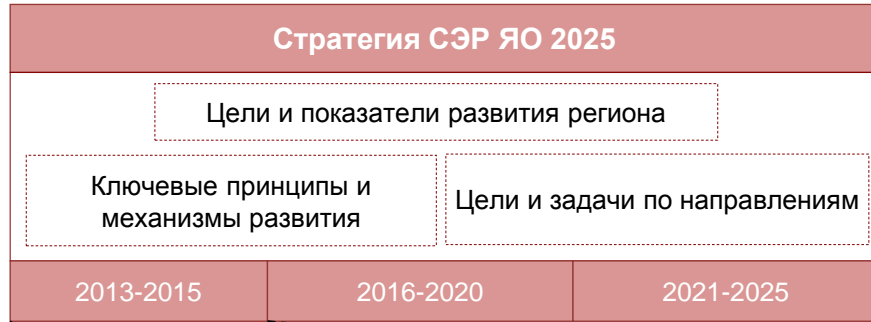 Стратегия СЭР ЯО 2025
Цели и показатели развития региона
Ключевые принципы и
механизмы развития
Цели и задачи по направлениям
2013-2015
2016-2020
2021-2025